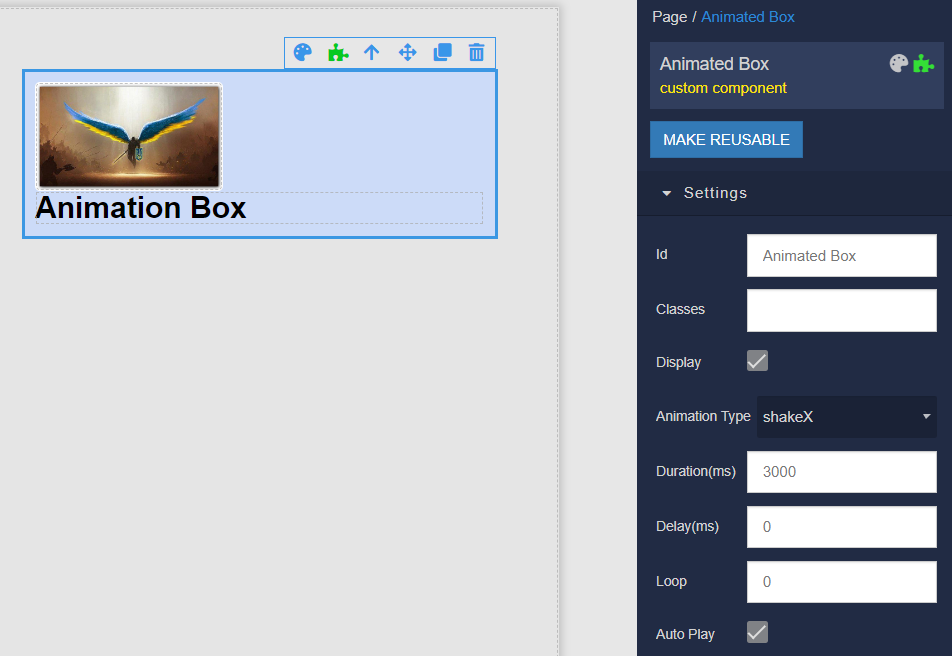 Page / Animated Box
Animated Box
custom component
MAKE REUSABLE
Settings
Id
Animated Box
Classes
Display
Animation Type
shakeX
Duration(ms)
3000
Delay(ms)
0
Loop
0
Auto Play
Animation Box